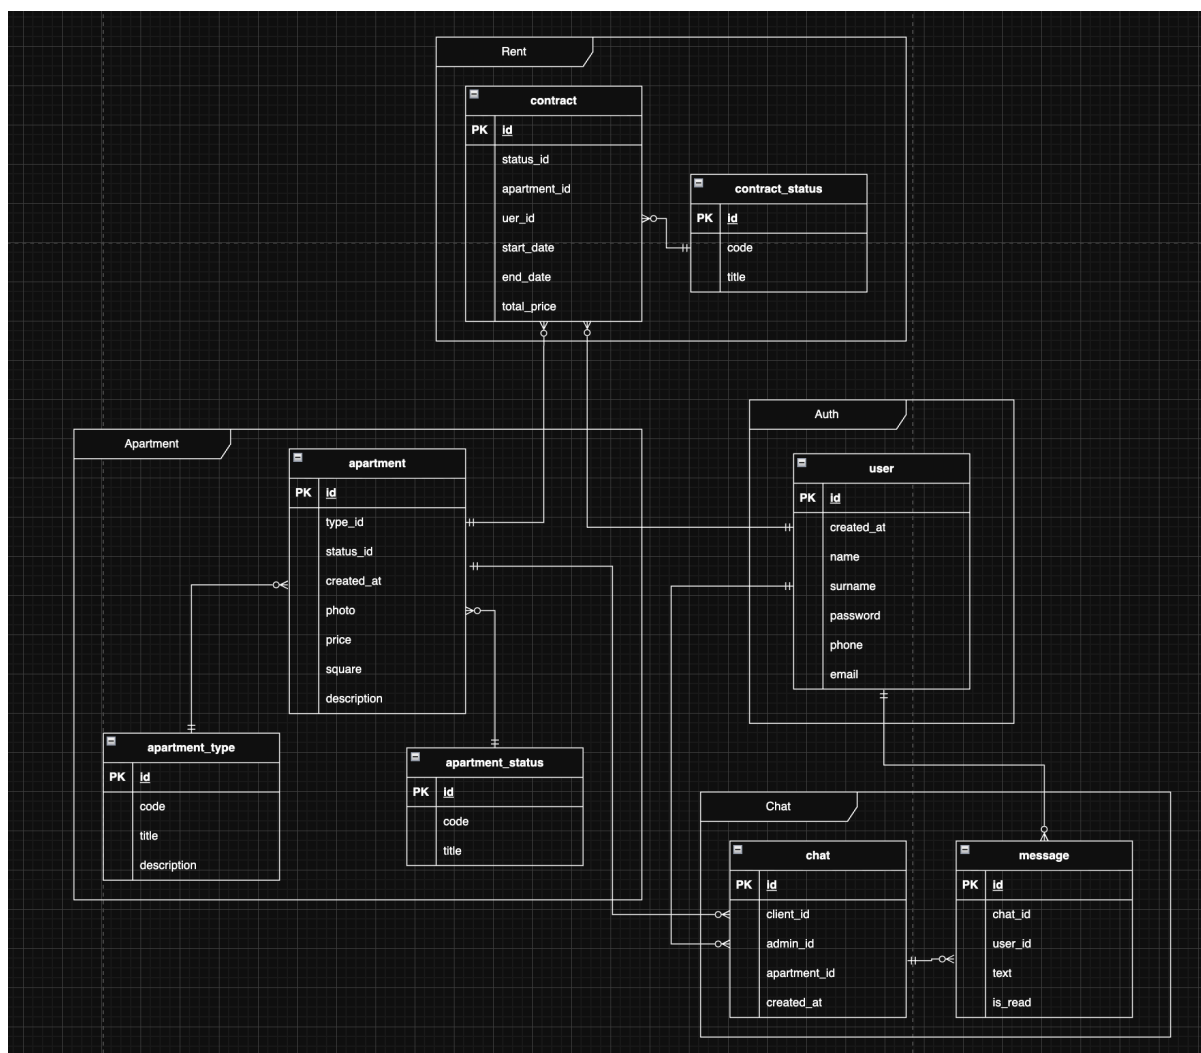 Rent
contract
PK id
status_id
apartment_id
uer_id
start_date
end_date
total_price
contract_status
PK id
code
title
Apartment
apartment
PK id
type_id
status_id
created_at
photo
price
square
description
apartment_type
PK id
code
title
description
apartment_status
PK id
code
title
Auth
user
PK id
created_at
name
surname
password
phone
email
Chat
chat
PK id
client_id
admin_id
apartment_id
created_at
message
PK id
chat_id
user_id
text
is_read